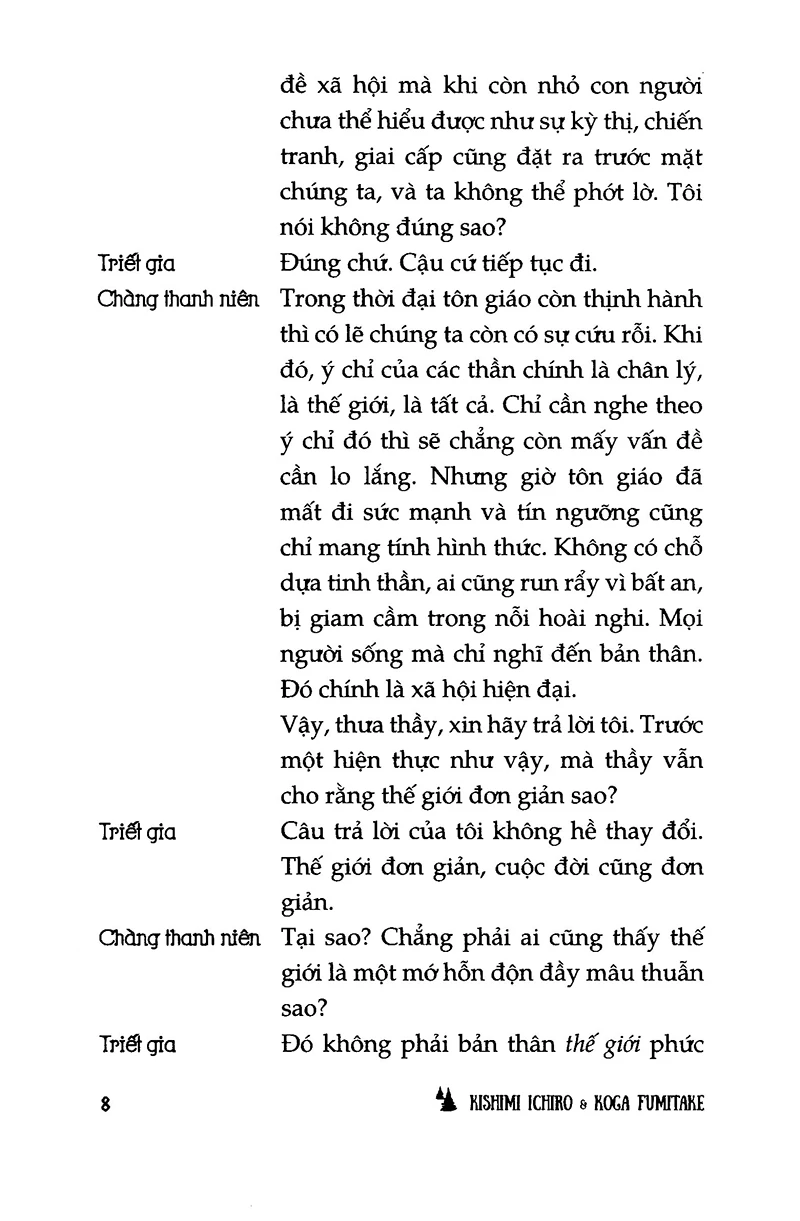 đề xã hội mà khi còn nhỏ con người
chưa thể hiểu được như sự kỳ thị, chiến
tranh, giai cấp cũng đặt ra trước mặt
chúng ta, và ta không thể phớt lờ. Tôi
nói không đúng sao?
Triết gia Đúng chứ. Cậu cứ tiếp tục đi.
Chàng thanh niên Trong thời đại tôn giáo còn thịnh hành
thì có lẽ chúng ta còn có sự cứu rỗi. Khi
đó, ý chỉ của các thần chính là chân lý,
là thế giới, là tất cả. Chỉ cần nghe theo
ý chỉ đó thì sẽ chẳng còn mấy vấn đề
cần lo lắng. Nhưng giờ tôn giáo đã
mất đi sức mạnh và tín ngưỡng cũng
chỉ mang tính hình thức. Không có chỗ
dựa tinh thần, ai cũng run rẩy vì bất an,
bị giam cầm trong nỗi hoài nghi. Mọi
người sống mà chỉ nghĩ đến bản thân.
Đó chính là xã hội hiện đại.
Vậy, thưa thầy, xin hãy trả lời tôi. Trước
một hiện thực như vậy, mà thầy vẫn
cho rằng thế giới đơn giản sao?
Triết gia Câu trả lời của tôi không hề thay đổi.
Thế giới đơn giản, cuộc đời cũng đơn
giản.
Chàng thanh niên Tại sao? Chẳng phải ai cũng thấy thế
giới là một mớ hỗn độn đầy mâu thuẫn
sao?
Triết gia Đó không phải bản thân thế giới phức
8 KISHIMI ICHIRO & KOGA FUMITAKE